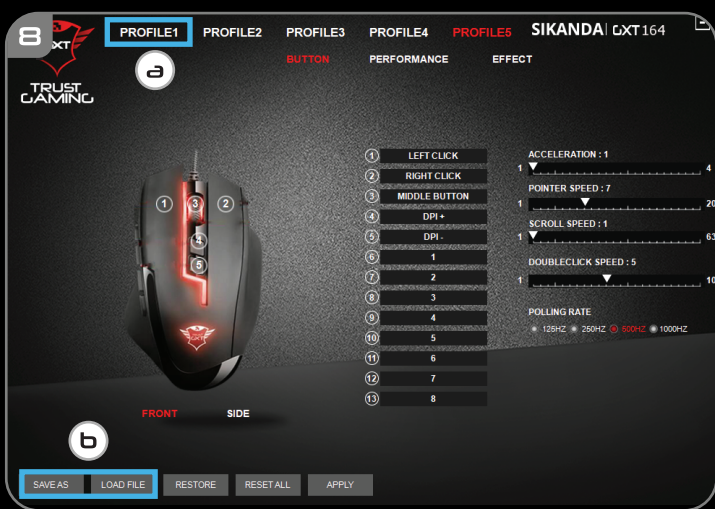 8
PROFILE1 PROFILE2 PROFILE3 PROFILE4 PROFILE5 SIKANDA GXT 164
a
BUTTON PERFORMANCE EFFECT
GXT
TRUST
GAMING
1 LEFT CLICK
2 RIGHT CLICK
3 MIDDLE BUTTON
4 DPI +
5 DPI -
6 1
7 2
8 3
9 4
10 5
11 6
12 7
13 8
ACCELERATION : 1
1 4
POINTER SPEED : 7
1 20
SCROLL SPEED : 1
1 63
DOUBLECLICK SPEED : 5
1 10
POLLING RATE
125HZ 250HZ 500HZ 1000HZ
1 3 2
4
5
GXT
FRONT SIDE
b
SAVE AS LOAD FILE RESTORE RESET ALL APPLY